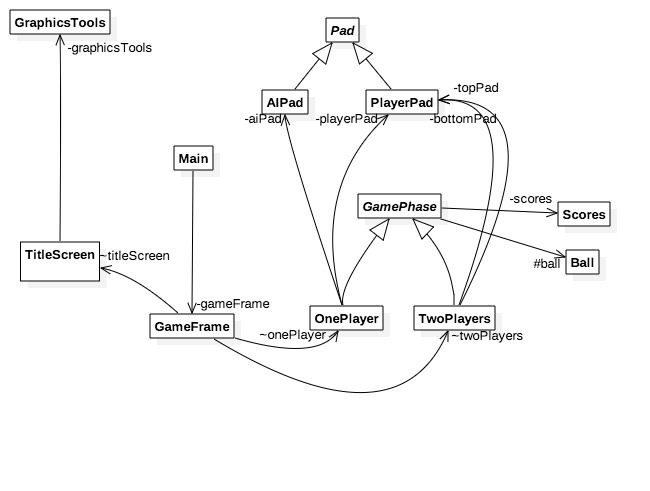 GraphicsTools
-graphicsTools
Pad
AIPad
PlayerPad
-topPad
-aiPad
-playerPad
-bottomPad
Main
GamePhase
-scores
Scores
TitleScreen
~titleScreen
#ball
Ball
~gameFrame
GameFrame
OnePlayer
TwoPlayers
~onePlayer
~twoPlayers